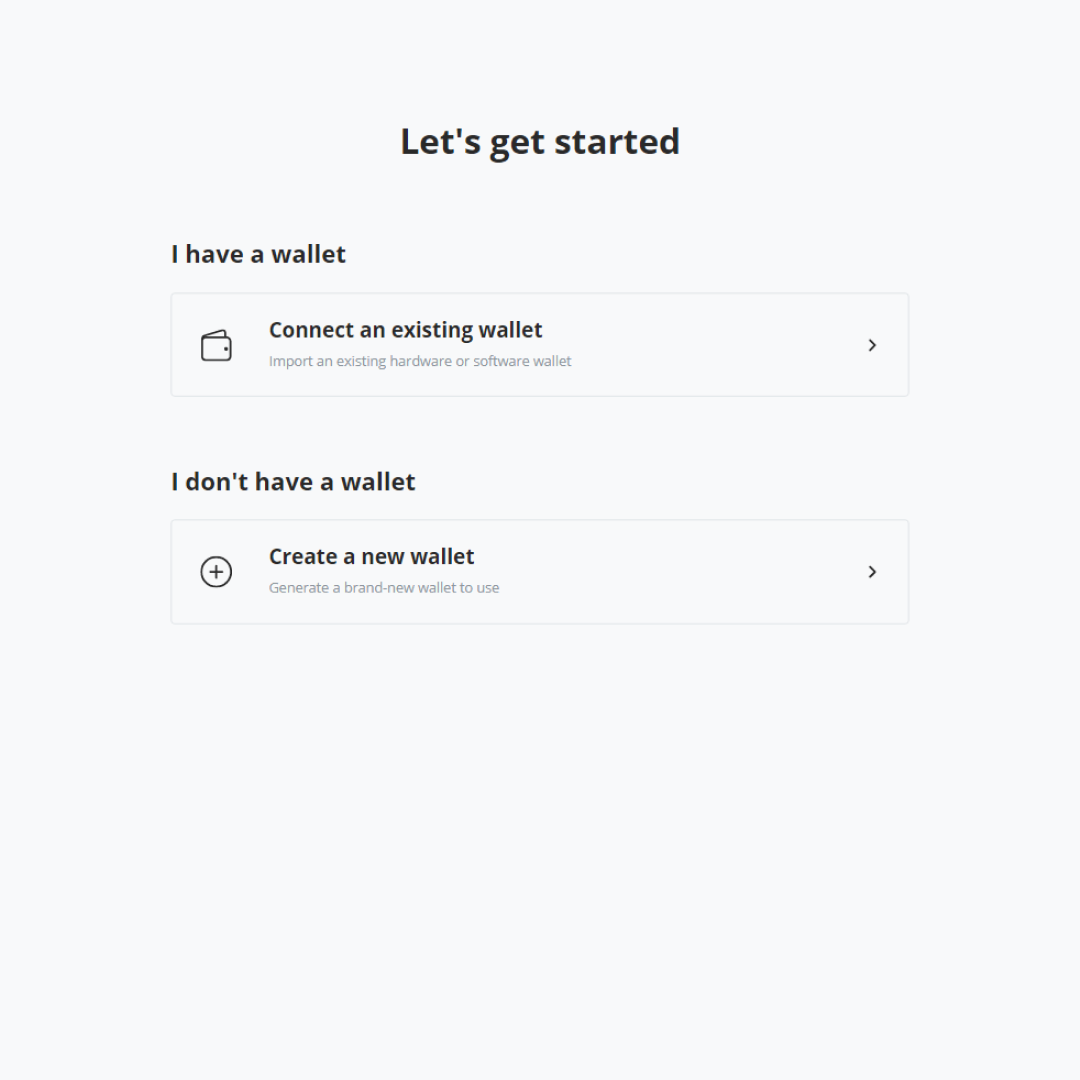 Let's get started
I have a wallet
Connect an existing wallet
Import an existing hardware or software wallet
I don't have a wallet
Create a new wallet
Generate a brand-new wallet to use